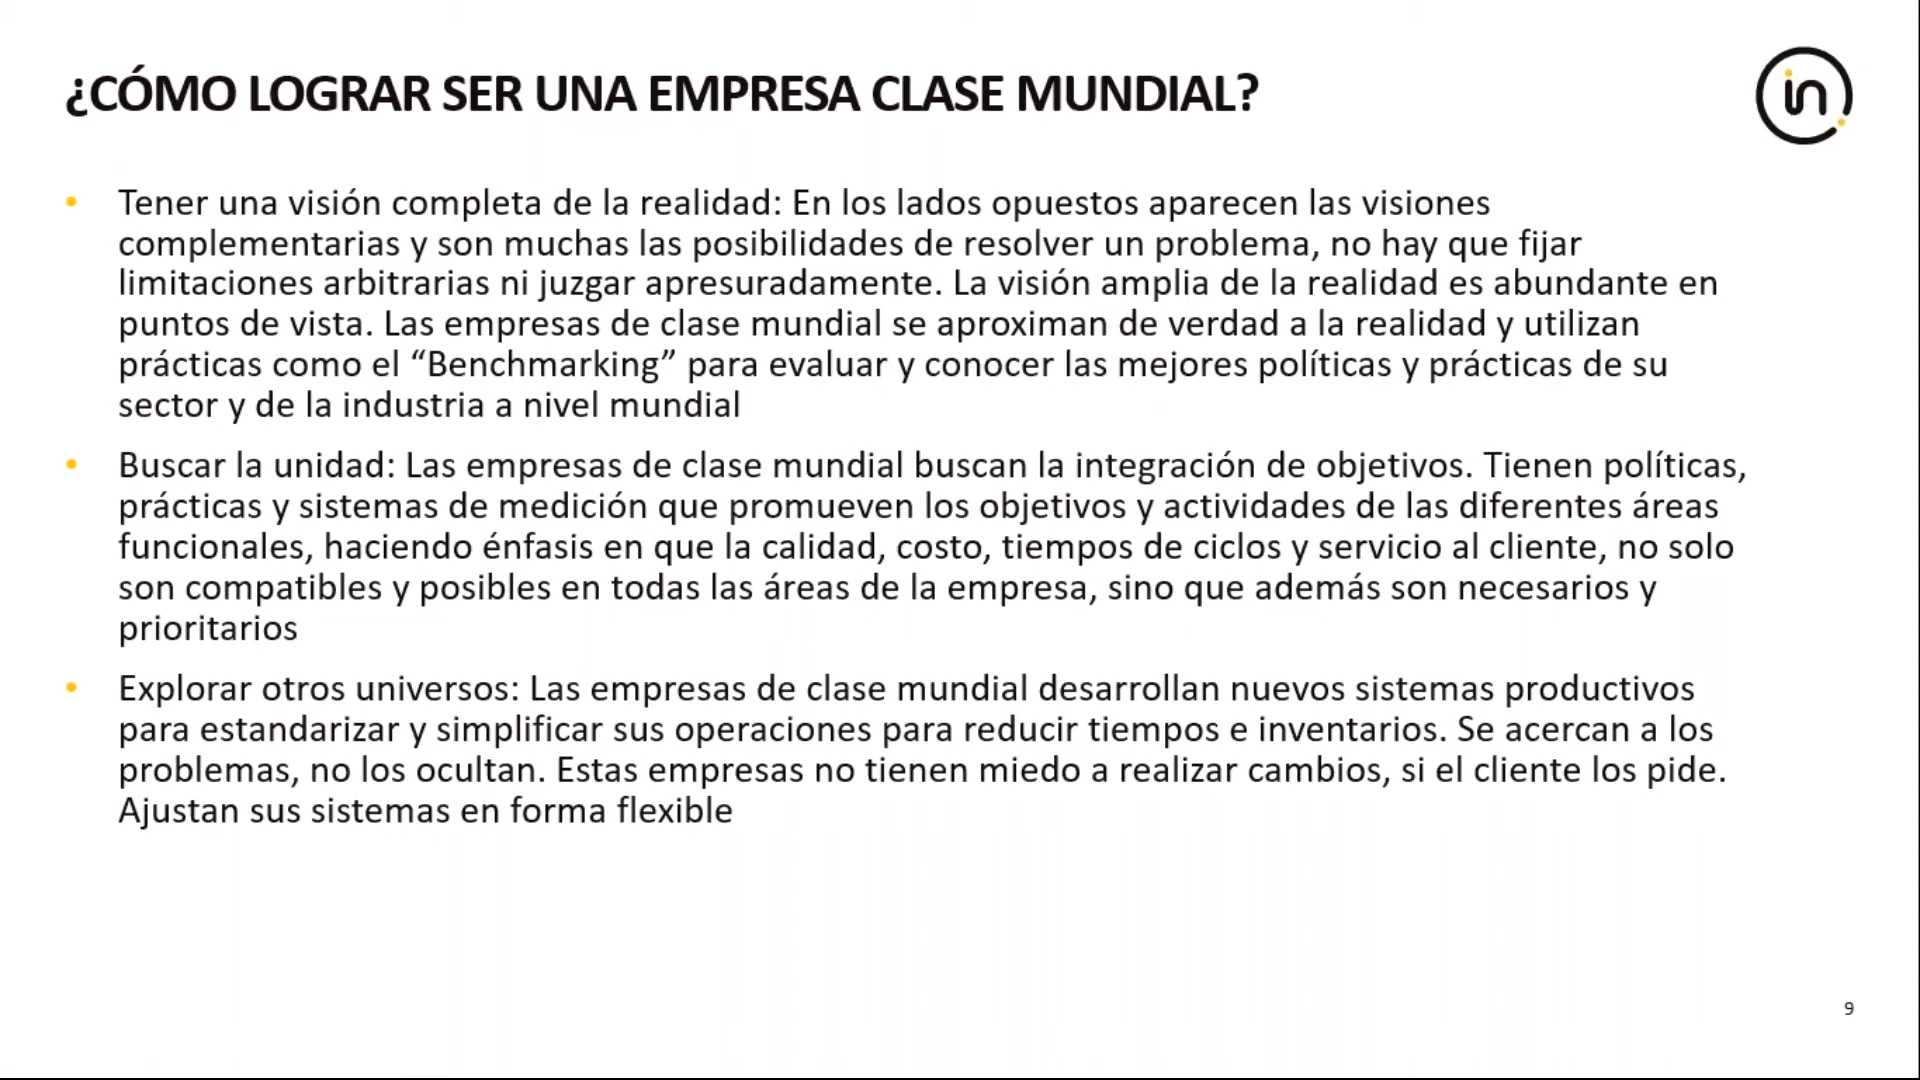 ¿CÓMO LOGRAR SER UNA EMPRESA CLASE MUNDIAL?
in
• Tener una visión completa de la realidad: En los lados opuestos aparecen las visiones
complementarias y son muchas las posibilidades de resolver un problema, no hay que fijar
limitaciones arbitrarias ni juzgar apresuradamente. La visión amplia de la realidad es abundante en
puntos de vista. Las empresas de clase mundial se aproximan de verdad a la realidad y utilizan
prácticas como el “Benchmarking” para evaluar y conocer las mejores políticas y prácticas de su
sector y de la industria a nivel mundial
• Buscar la unidad: Las empresas de clase mundial buscan la integración de objetivos. Tienen políticas,
prácticas y sistemas de medición que promueven los objetivos y actividades de las diferentes áreas
funcionales, haciendo énfasis en que la calidad, costo, tiempos de ciclos y servicio al cliente, no solo
son compatibles y posibles en todas las áreas de la empresa, sino que además son necesarios y
prioritarios
• Explorar otros universos: Las empresas de clase mundial desarrollan nuevos sistemas productivos
para estandarizar y simplificar sus operaciones para reducir tiempos e inventarios. Se acercan a los
problemas, no los ocultan. Estas empresas no tienen miedo a realizar cambios, si el cliente los pide.
Ajustan sus sistemas en forma flexible
9